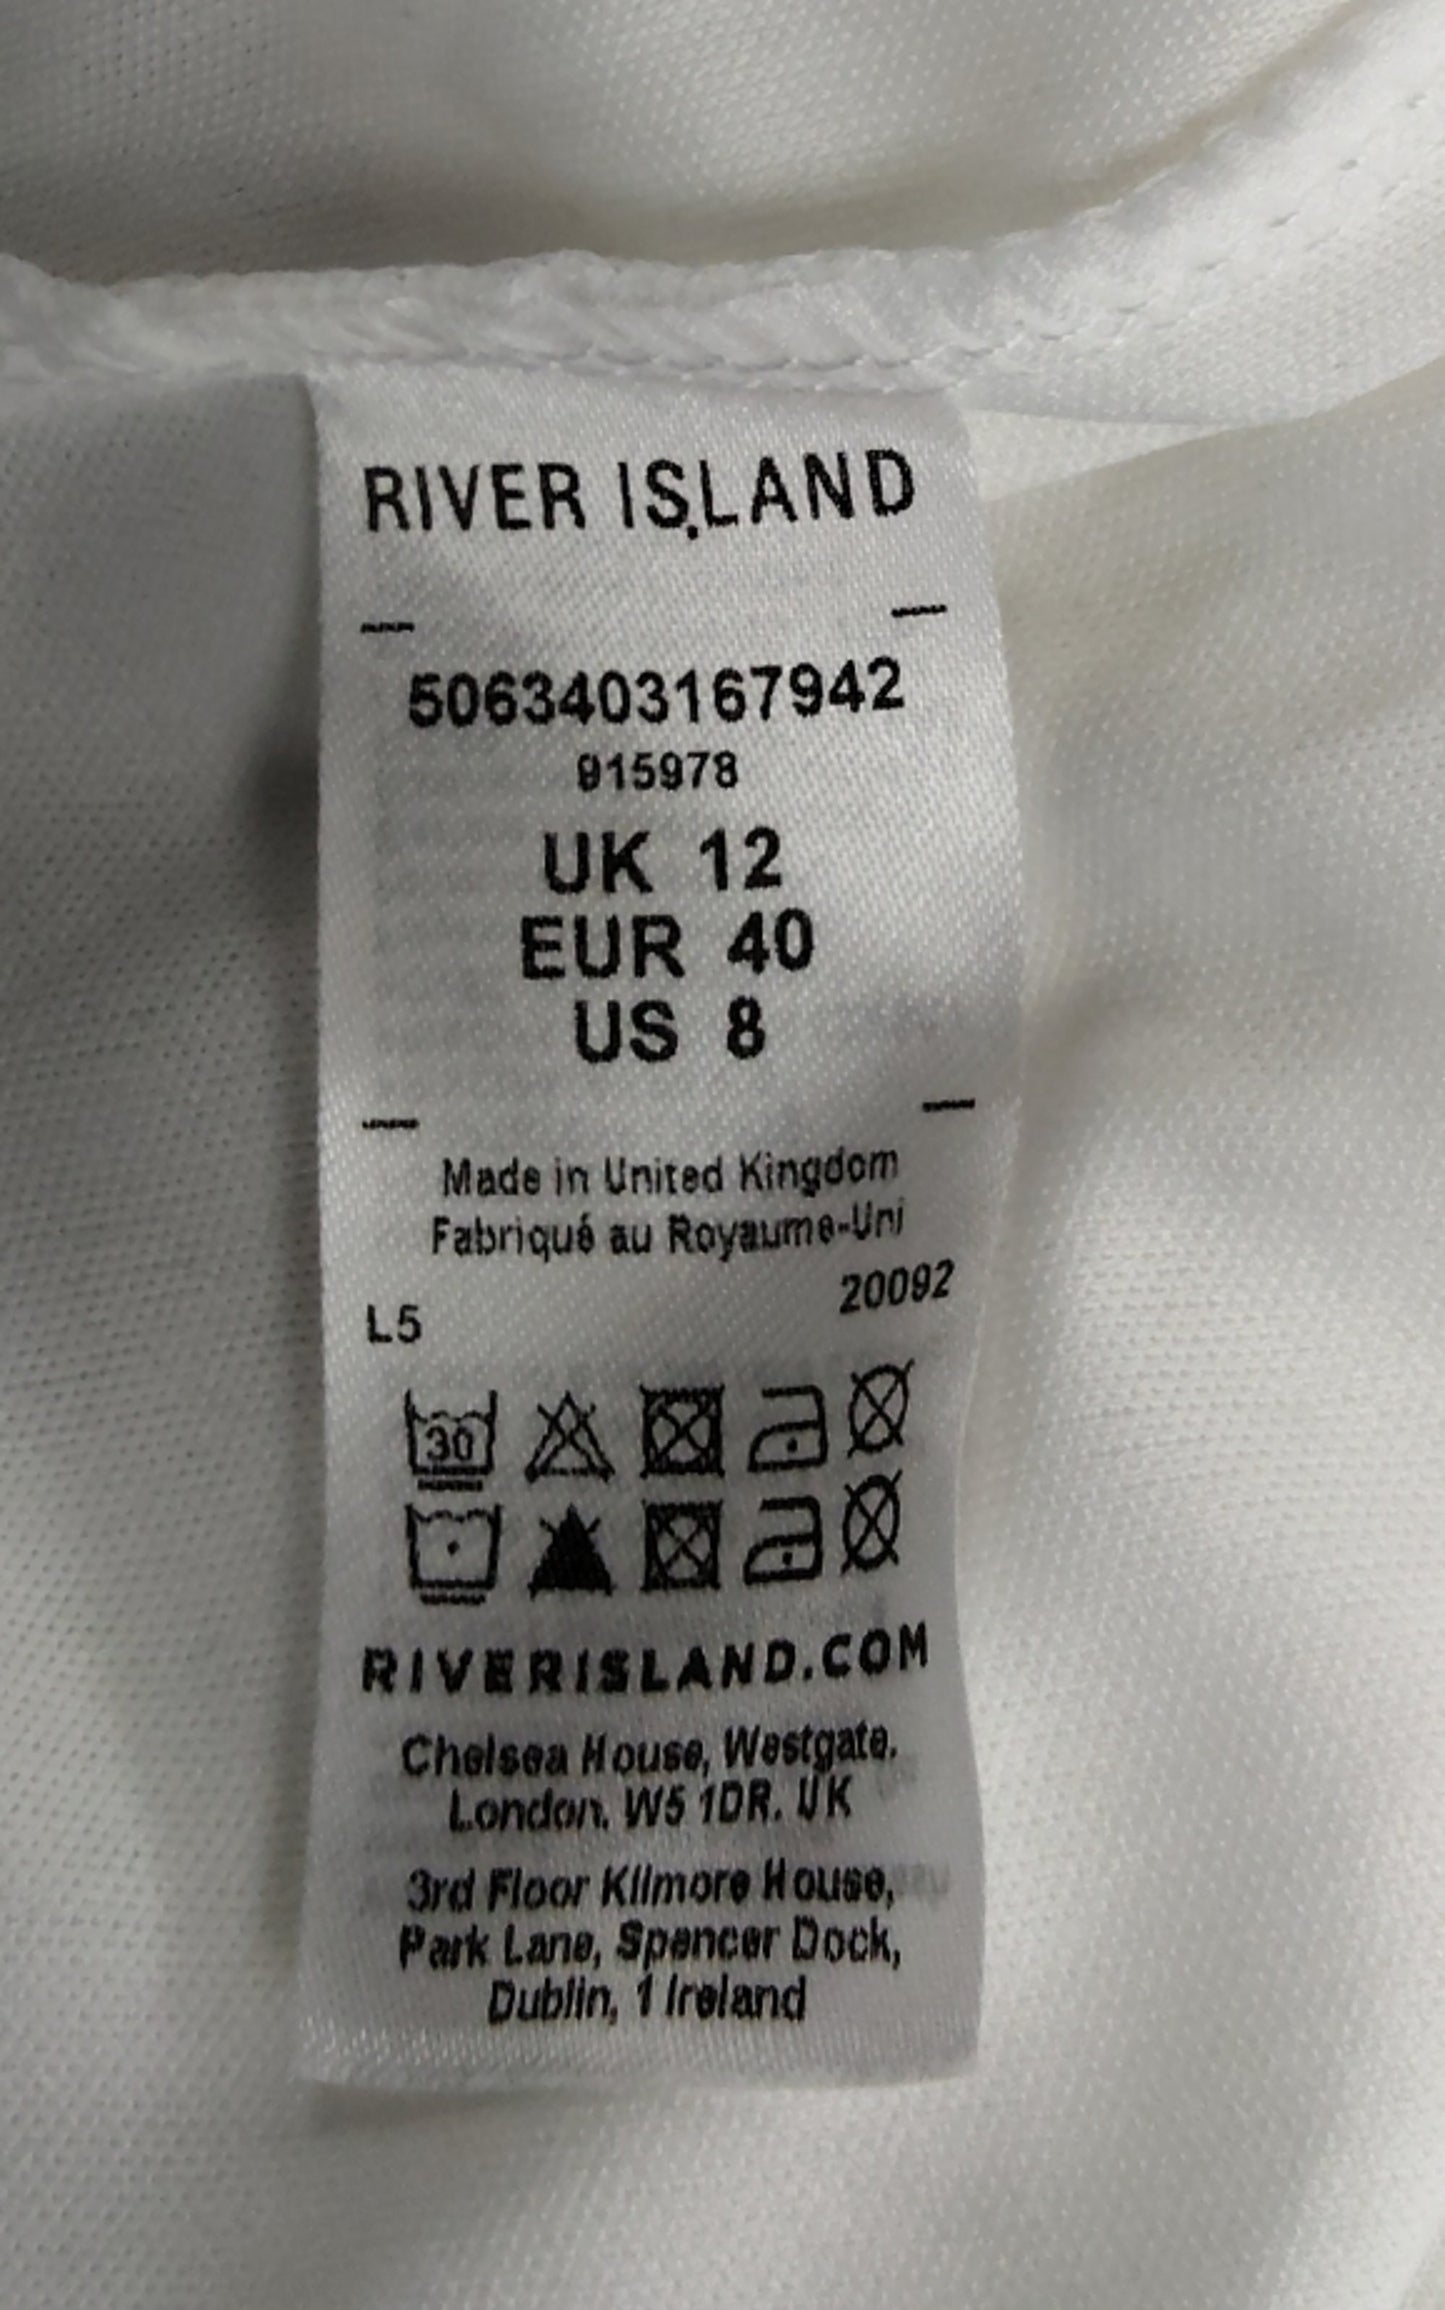 RIVER ISLAND
5063403167942
915978
UK 12
EUR 40
US 8
Made in United Kingdom
Fabriqué au Royaume-Uni
20092
L5
30
RIVERISLAND.COM
Chelsea House, Westgate,
London. W5 1DR. UK
3rd Floor Kilmore House,
Park Lane, Spencer Dock,
Dublin, 1 Ireland